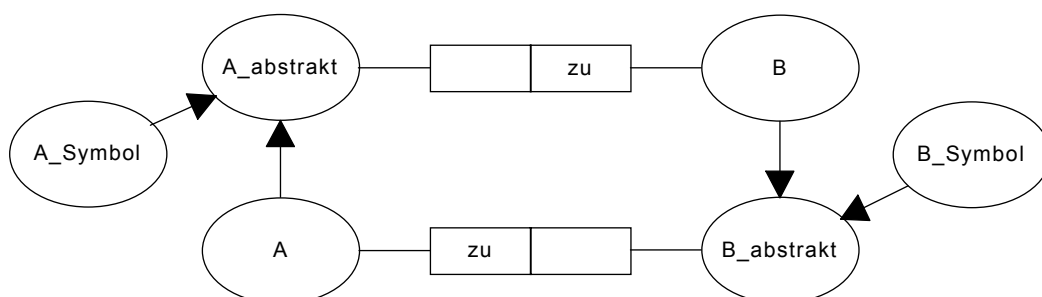 A_abstrakt
zu
B
A_Symbol
B_Symbol
A
zu
B_abstrakt